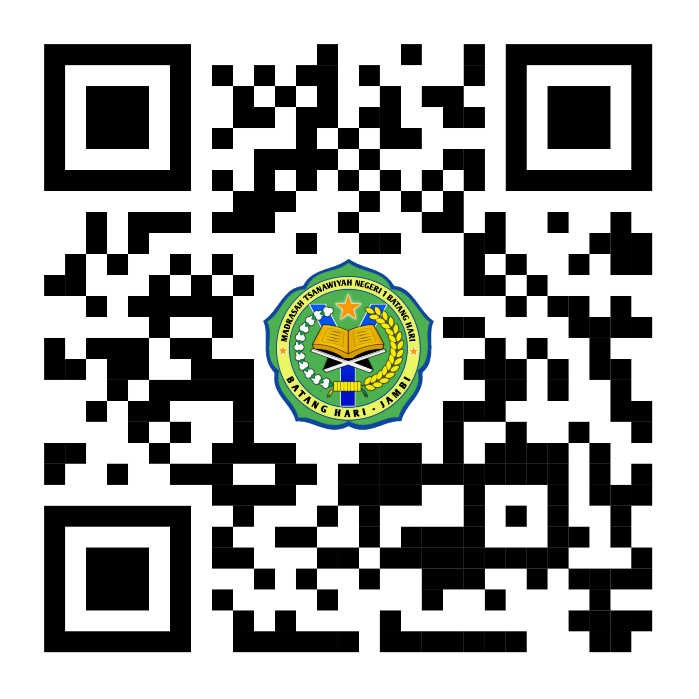 MADRASAH TSANAWIYAH NEGERI 1 BATANG HARI
BATANG HARI - JAMBI